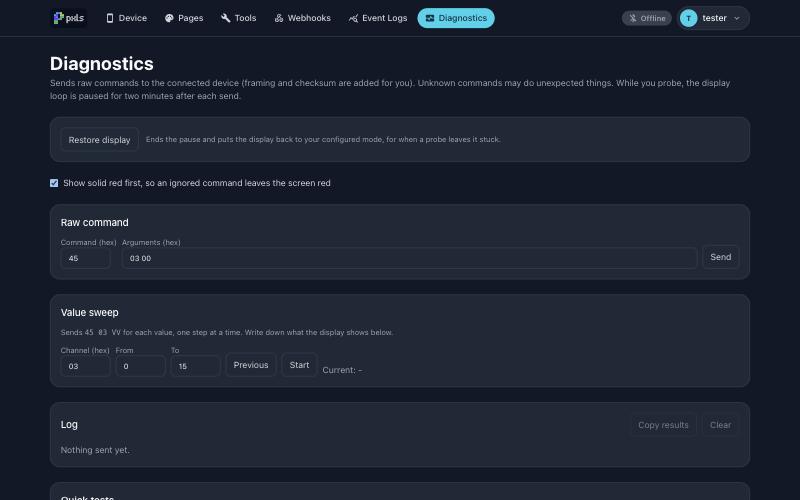 pxls Device Pages Tools Webhooks Event Logs Diagnostics Offline T tester
Diagnostics
Sends raw commands to the connected device (framing and checksum are added for you). Unknown commands may do unexpected things. While you probe, the display
loop is paused for two minutes after each send.
Restore display Ends the pause and puts the display back to your configured mode, for when a probe leaves it stuck.
Show solid red first, so an ignored command leaves the screen red
Raw command
Command (hex) Arguments (hex)
45 03 00 Send
Value sweep
Sends 45 03 VV for each value, one step at a time. Write down what the display shows below.
Channel (hex) From To
03 0 15 Previous Start Current: –
Log Copy results Clear
Nothing sent yet.
Quick tests